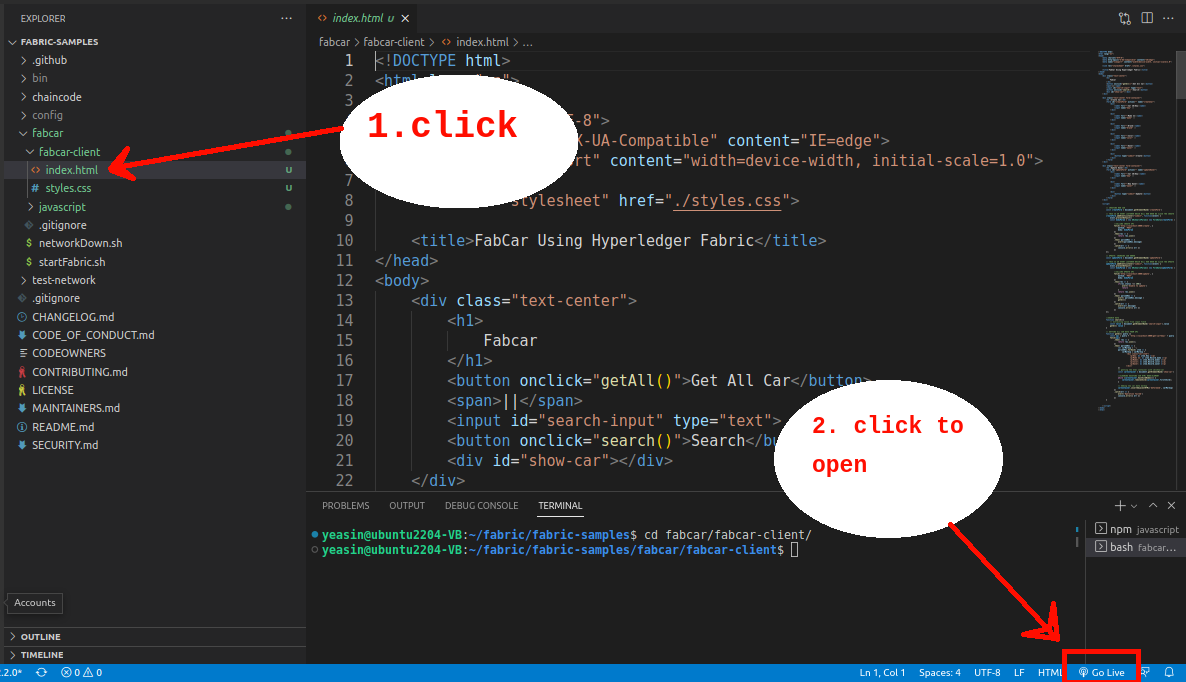 EXPLORER
FABRIC-SAMPLES
.github
bin
chaincode
config
fabcar
fabcar-client
index.html U
# styles.css U
javascript
.gitignore
$ networkDown.sh
$ startFabric.sh
test-network
.gitignore
CHANGELOG.md
CODE_OF_CONDUCT.md
CODEOWNERS
CONTRIBUTING.md
LICENSE
MAINTAINERS.md
README.md
SECURITY.md
Accounts
OUTLINE
TIMELINE
<> index.html U ×
fabcar > fabcar-client > <> index.html > ...
1 <!DOCTYPE html>
2 <html
3
F-8">
X-UA-Compatible" content="IE=edge">
rt" content="width=device-width, initial-scale=1.0">
7
8 stylesheet" href="./styles.css">
9
10 <title>FabCar Using Hyperledger Fabric</title>
11 </head>
12 <body>
13 <div class="text-center">
14 <h1>
15 Fabcar
16 </h1>
17 <button onclick="getAll()">Get All Car</button>
18 <span>||</span>
19 <input id="search-input" type="text">
20 <button onclick="search()">Search</bu
21 <div id="show-car"></div>
22 </div>
1.click
2. click to
open
PROBLEMS OUTPUT DEBUG CONSOLE TERMINAL
yeasin@ubuntu2204-VB:~/fabric/fabric-samples$ cd fabcar/fabcar-client/
yeasin@ubuntu2204-VB:~/fabric/fabric-samples/fabcar/fabcar-client$
npm javascript
bash fabcar...
.2.0* 0 0 Ln 1, Col 1 Spaces: 4 UTF-8 LF HTML Go Live